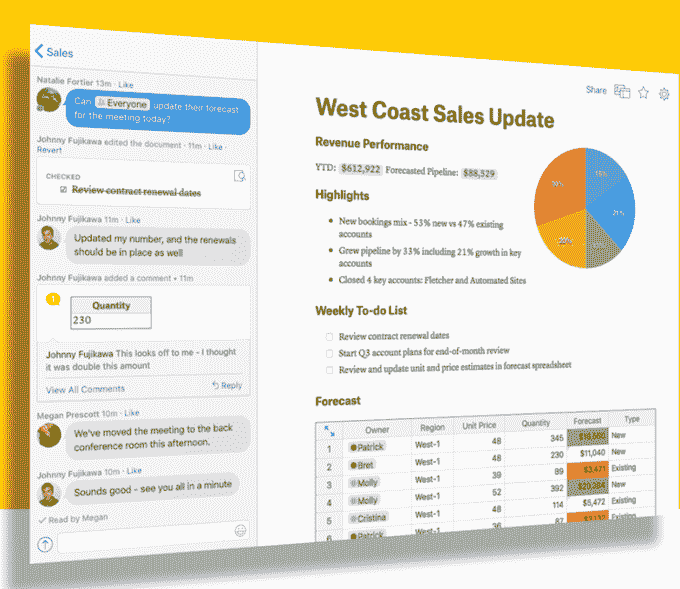 Sales
Natalie Fortier 13m · Like
Can Everyone update their forecast
for the meeting today?
Johnny Fujikawa edited the document · 11m · Like ·
Revert
CHECKED
Review contract renewal dates
Johnny Fujikawa 11m · Like
Updated my number, and the renewals
should be in place as well
Johnny Fujikawa added a comment • 11m
1
Quantity
230
Johnny Fujikawa This looks off to me - I thought
it was double this amount
View All Comments
Reply
Megan Prescott 10m · Like
We've moved the meeting to the back
conference room this afternoon.
Johnny Fujikawa 10m · Like
Sounds good - see you all in a minute
Read by Megan
Share
West Coast Sales Update
Revenue Performance
YTD: $612,922 Forecasted Pipeline: $88,529
Highlights
New bookings mix - 53% new vs 47% existing
accounts
Grew pipeline by 33% including 21% growth in key
accounts
Closed 4 key accounts: Fletcher and Automated Sites
21%
Weekly To-do List
Review contract renewal dates
Start Q3 account plans for end-of-month review
Review and update unit and price estimates in forecast spreadsheet
Forecast
Owner Region Unit Price Quantity Forecast Type
1 Patrick West-1 48 345 New
2 Bret West-1 48 230 $11,040 New
3 Molly West-1 39 89 $3,471 Existing
4 Molly West-1 52 392 $20,384 New
5 Cristina West-1 48 114 $5,472 Existing
6 Patrick West-1 36 87 Existing